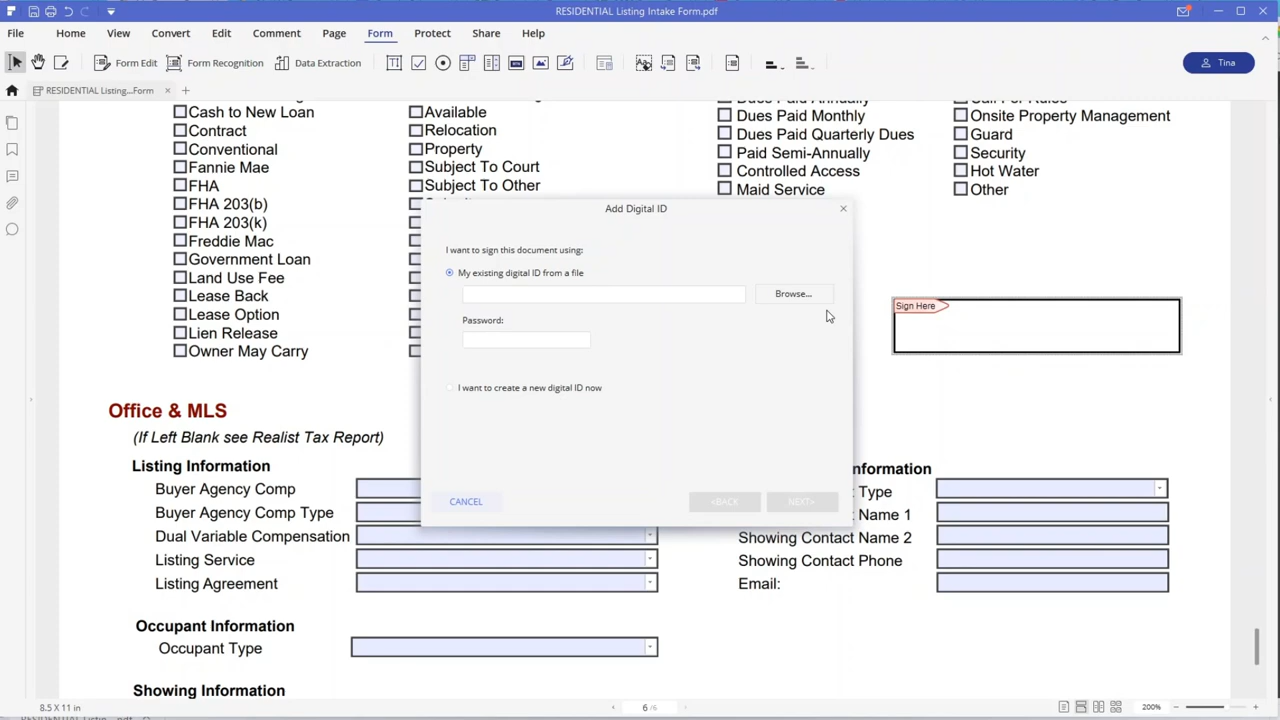 RESIDENTIAL Listing Intake Form.pdf
File Home View Convert Edit Comment Page Form Protect Share Help
Form Edit Form Recognition Data Extraction Tina
RESIDENTIAL Listing...Form
Cash to New Loan
Contract
Conventional
Fannie Mae
FHA
FHA 203(b)
FHA 203(k)
Freddie Mac
Government Loan
Land Use Fee
Lease Back
Lease Option
Lien Release
Owner May Carry
Available
Relocation
Property
Subject To Court
Subject To Other
Dues Paid Monthly
Dues Paid Quarterly Dues
Paid Semi-Annually
Controlled Access
Maid Service
Onsite Property Management
Guard
Security
Hot Water
Other
Add Digital ID
I want to sign this document using:
My existing digital ID from a file
Browse...
Password:
I want to create a new digital ID now
CANCEL <BACK NEXT>
Sign Here
Office & MLS
(If Left Blank see Realist Tax Report)
Listing Information
Buyer Agency Comp
Buyer Agency Comp Type
Dual Variable Compensation
Listing Service
Listing Agreement
Occupant Information
Occupant Type
Showing Information
nformation
t Type
t Name 1
Showing Contact Name 2
Showing Contact Phone
Email:
8.5 X 11 in 6 /6 200%